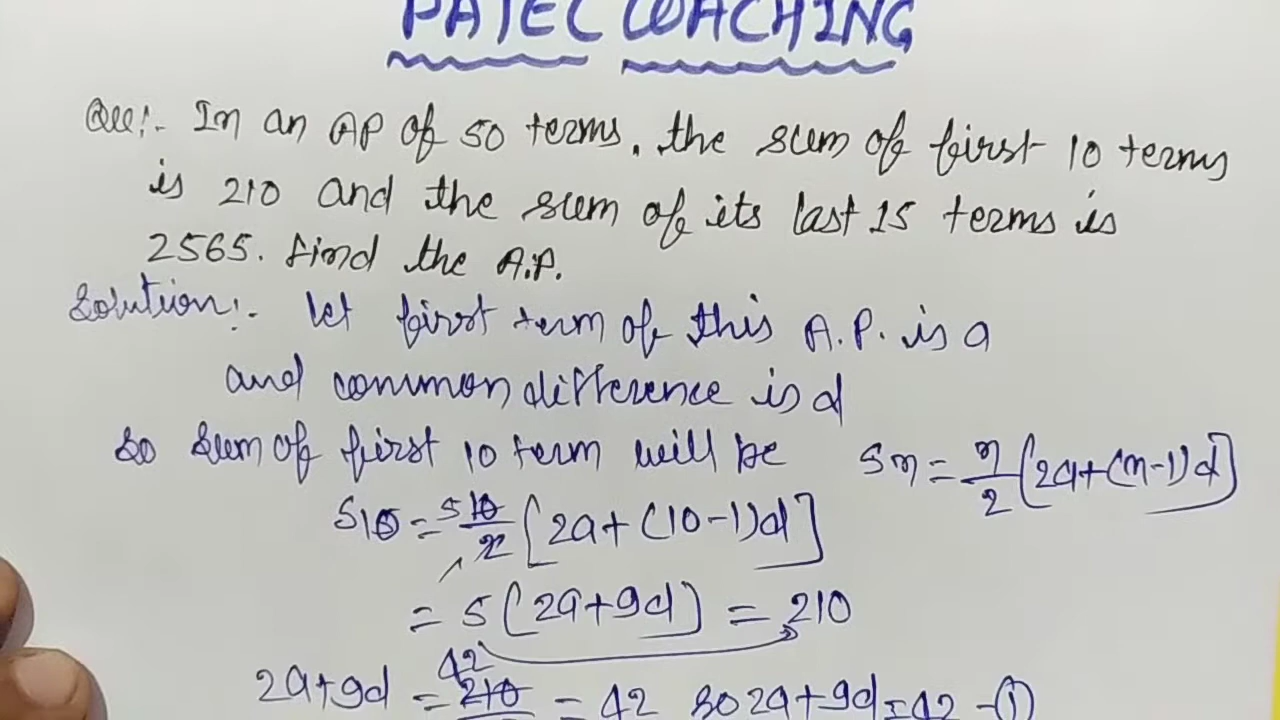 PATEL COACHING
Que:- In an AP of 50 terms, the sum of first 10 terms
is 210 and the sum of its last 15 terms is
2565. find the A.P.
Solution:- let first term of this A.P. is a
and common difference is d
so sum of first 10 term will be Sn = n/2 [2a+(n-1)d]
S10 = 5 10/2 [2a+(10-1)d]
= 5 [2a+9d] = 210
42
2a+9d = 210 = 42 so 2a+9d=42 -(1)